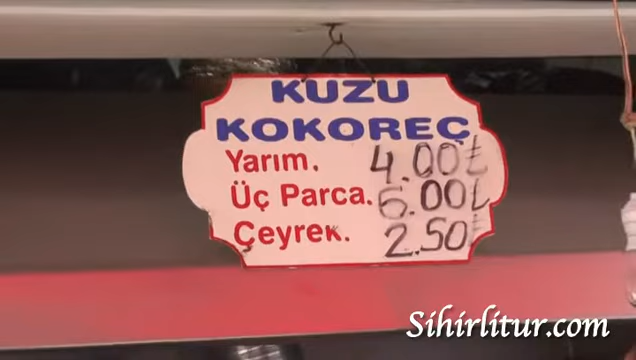 KUZU
KOKOREÇ
Yarım. 4.00₺
Üç Parca. 6.00₺
Çeyrek. 2.50₺
Sihirlitur.com